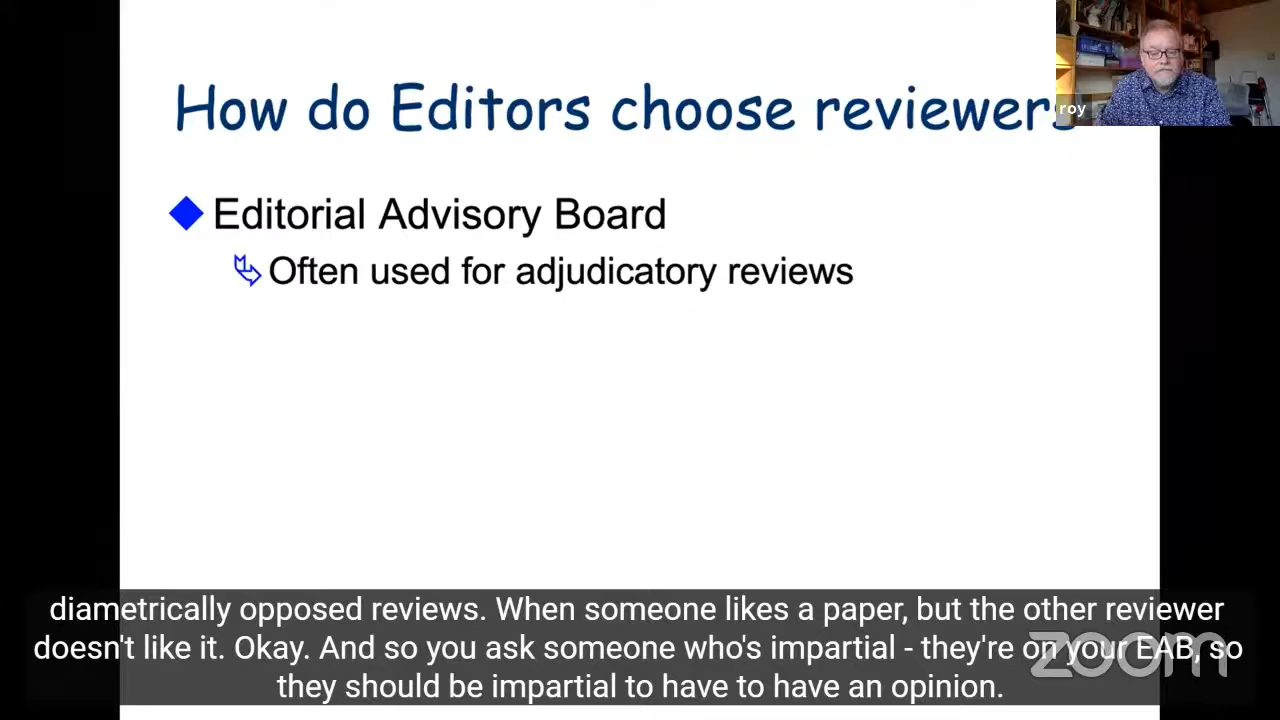 How do Editors choose reviewers
roy
Editorial Advisory Board
Often used for adjudicatory reviews
diametrically opposed reviews. When someone likes a paper, but the other reviewer
doesn't like it. Okay. And so you ask someone who's impartial - they're on your EAB, so
they should be impartial to have to have an opinion.
zoom